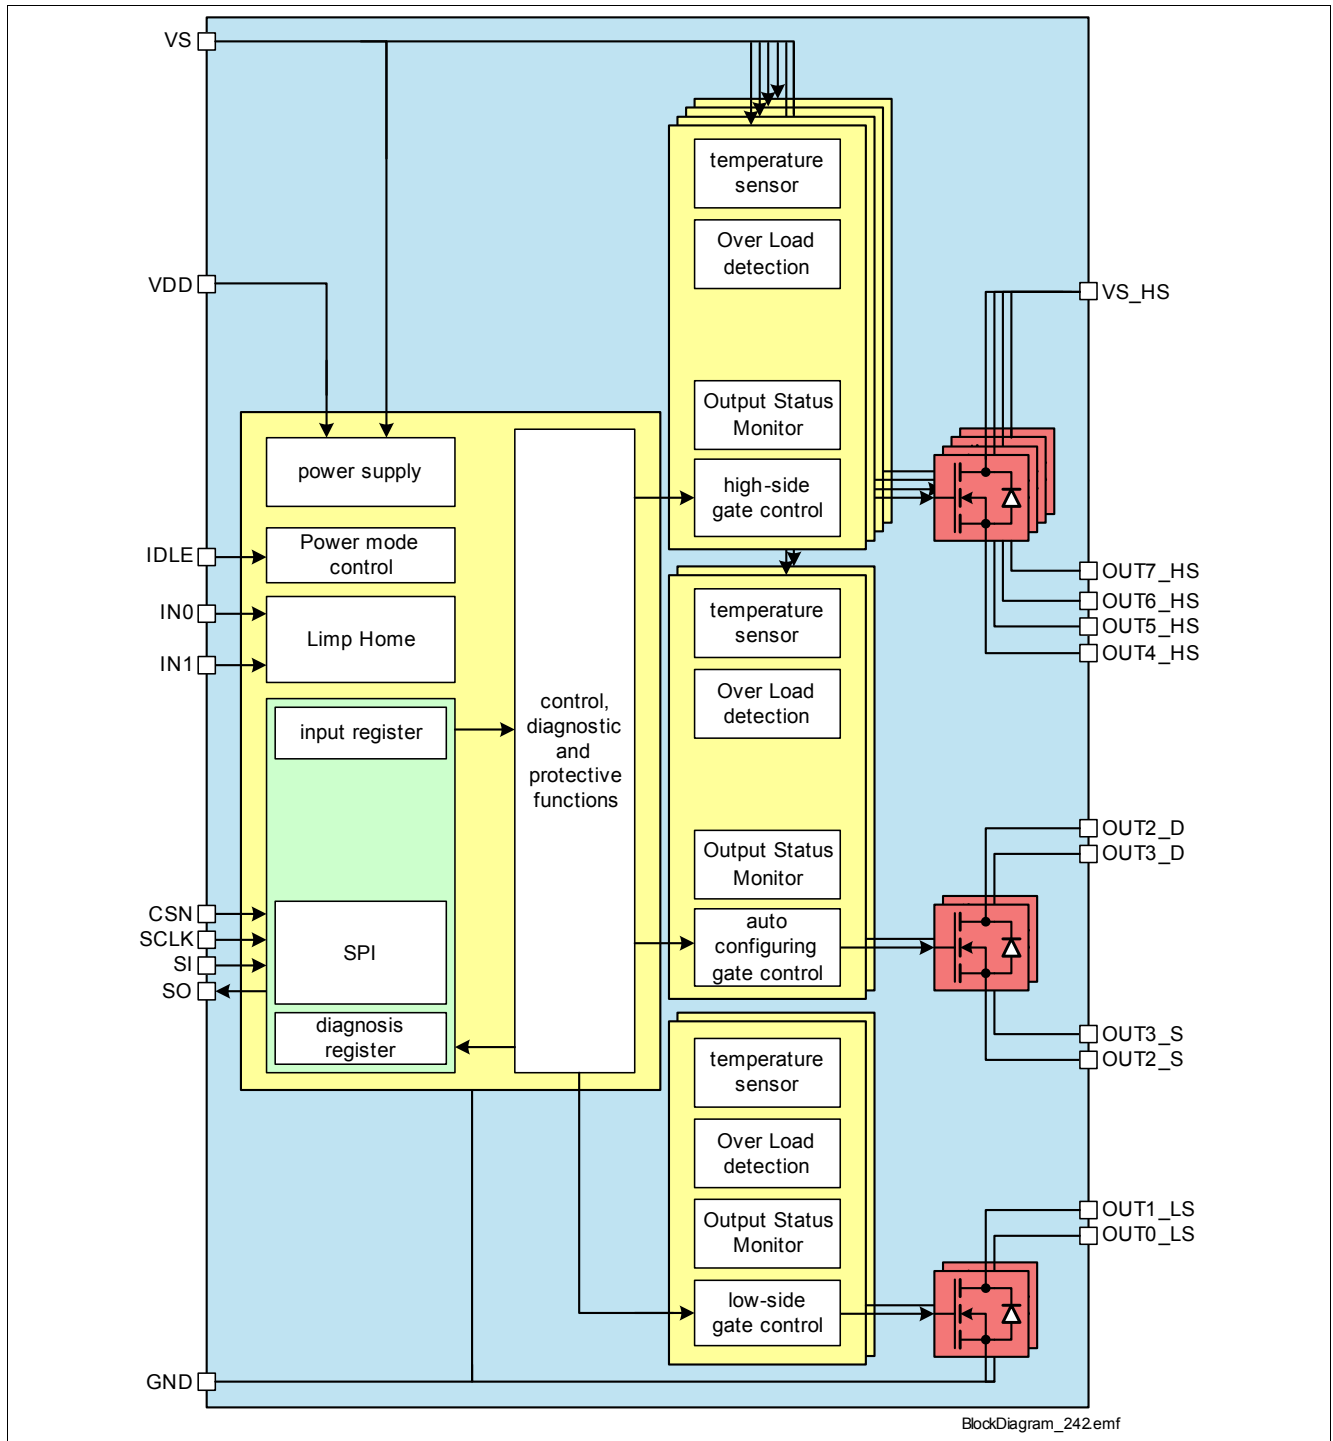 VS
VDD
IDLE
IN0
IN1
CSN
SCLK
SI
SO
GND
power supply
Power mode
control
Limp Home
input register
SPI
diagnosis
register
control,
diagnostic
and
protective
functions
temperature
sensor
Over Load
detection
Output Status
Monitor
high-side
gate control
temperature
sensor
Over Load
detection
Output Status
Monitor
auto
configuring
gate control
temperature
sensor
Over Load
detection
Output Status
Monitor
low-side
gate control
VS_HS
OUT7_HS
OUT6_HS
OUT5_HS
OUT4_HS
OUT2_D
OUT3_D
OUT3_S
OUT2_S
OUT1_LS
OUT0_LS
BlockDiagram_242.emf